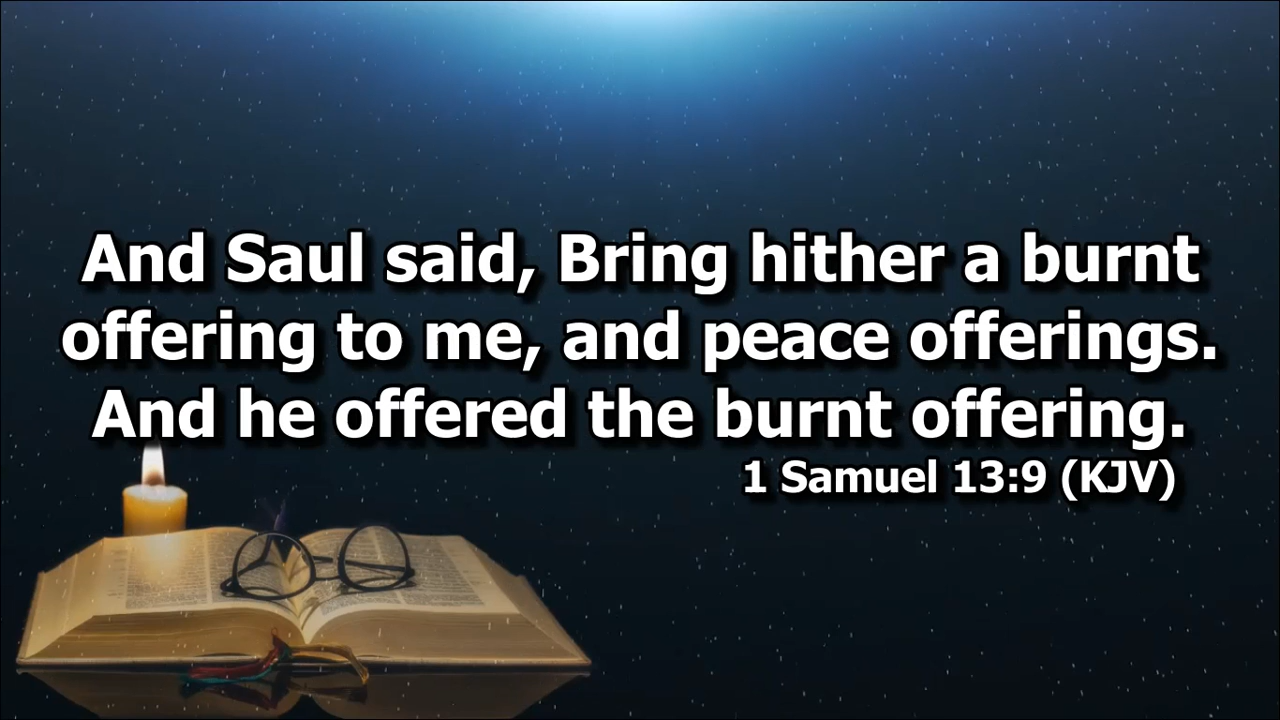 And Saul said, Bring hither a burnt
offering to me, and peace offerings.
And he offered the burnt offering.
1 Samuel 13:9 (KJV)